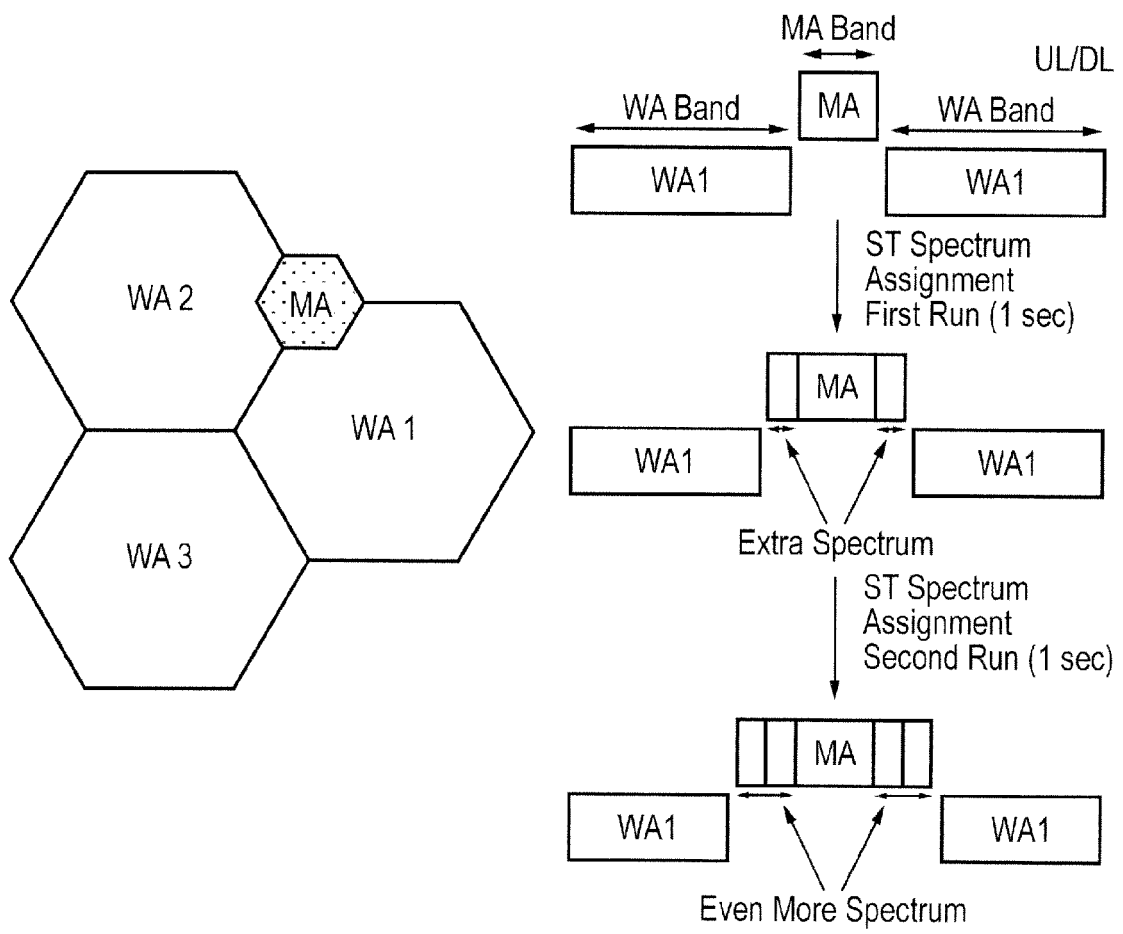 MA Band
UL/DL
WA Band
MA
WA Band
WA1
WA1
ST Spectrum
Assignment
First Run (1 sec)
WA 2
MA
WA 1
WA 3
MA
WA1
WA1
Extra Spectrum
ST Spectrum
Assignment
Second Run (1 sec)
MA
WA1
WA1
Even More Spectrum